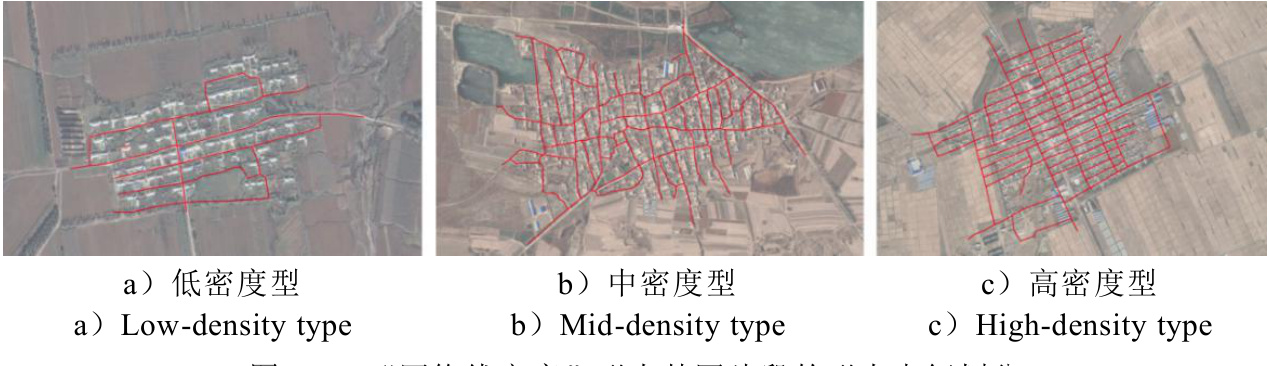 a）低密度型
b）中密度型
c）高密度型
a）Low-density type
b）Mid-density type
c）High-density type